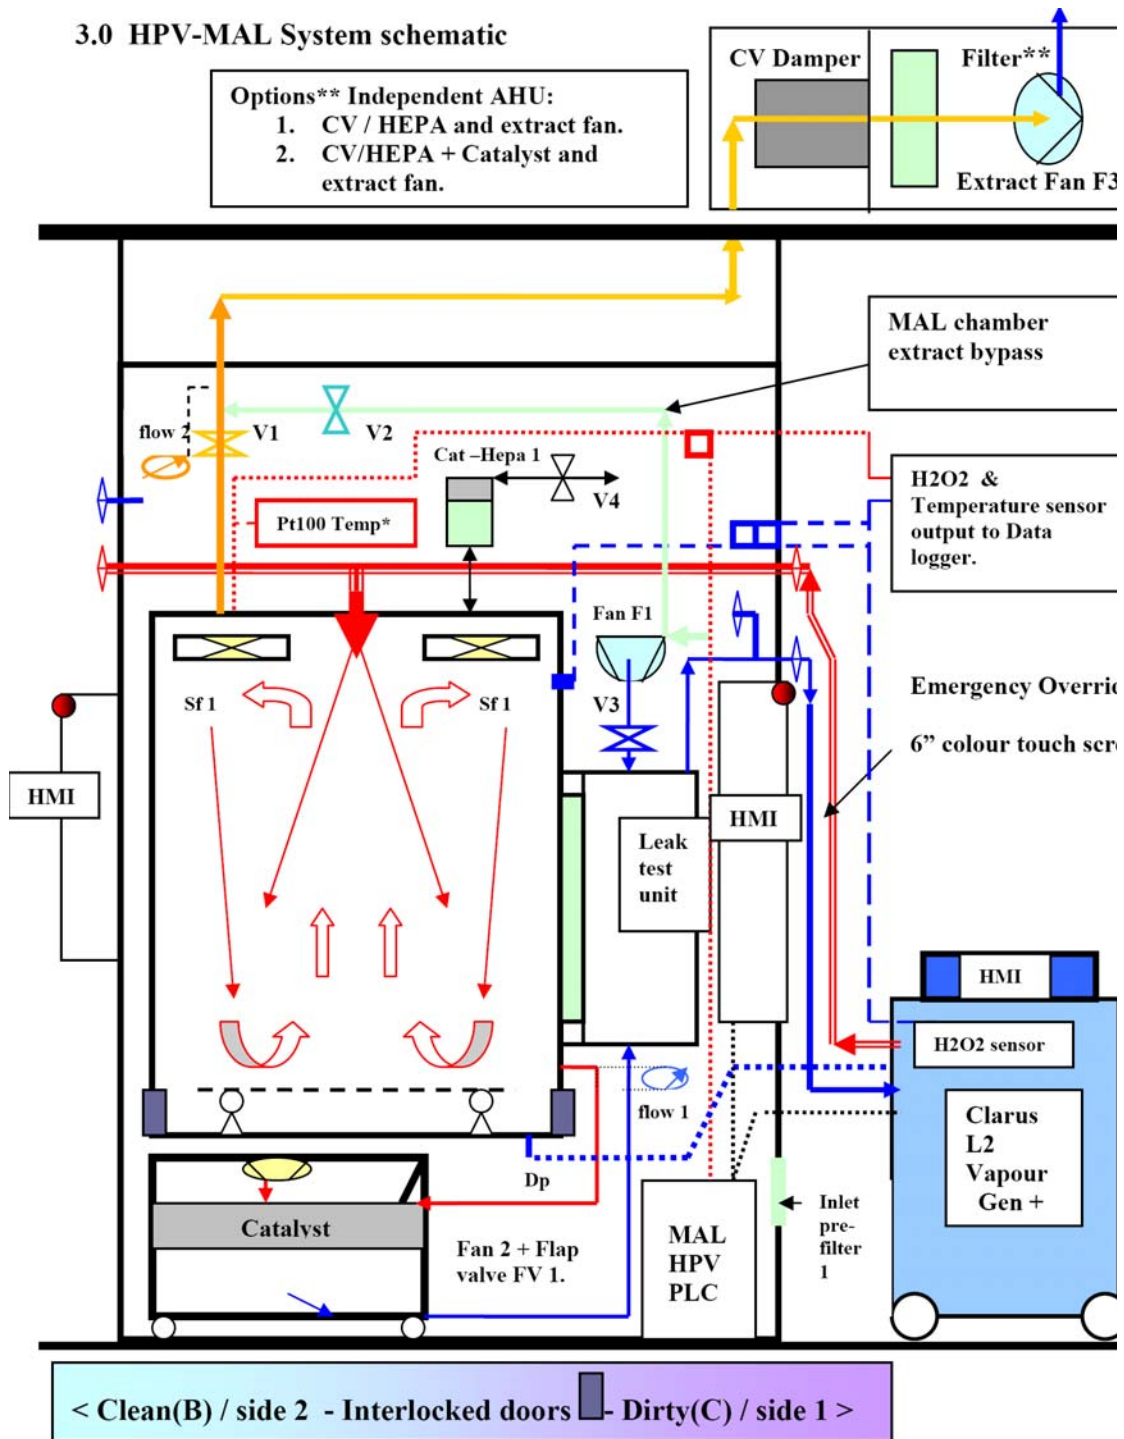 3.0 HPV-MAL System schematic
Options** Independent AHU:
1. CV / HEPA and extract fan.
2. CV/HEPA + Catalyst and
extract fan.
CV Damper
Filter**
Extract Fan F3
MAL chamber
extract bypass
flow 2
V1
V2
Cat –Hepa 1
V4
Pt100 Temp*
H2O2 &
Temperature sensor
output to Data
logger.
Fan F1
V3
Sf 1
Sf 1
Emergency Overri
6” colour touch scr
HMI
HMI
Leak
test
unit
HMI
H2O2 sensor
flow 1
Clarus
L2
Vapour
Gen +
Dp
Catalyst
Fan 2 + Flap
valve FV 1.
MAL
HPV
PLC
Inlet
pre-
filter
1
< Clean(B) / side 2 - Interlocked doors - Dirty(C) / side 1 >